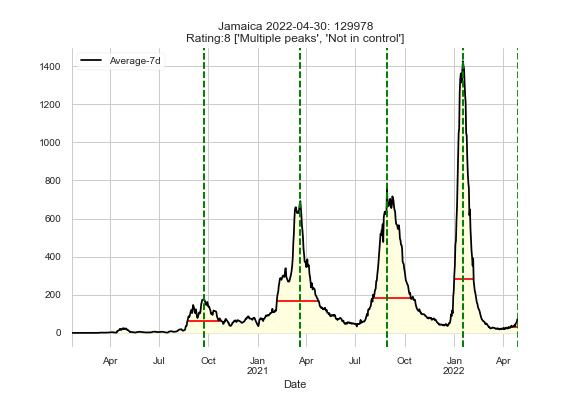 Jamaica 2022-04-30: 129978
Rating:8 ['Multiple peaks', 'Not in control']
Average-7d
1400
1200
1000
800
600
400
200
0
Apr
Jul
Oct
Jan
2021
Apr
Jul
Oct
Jan
2022
Apr
Date